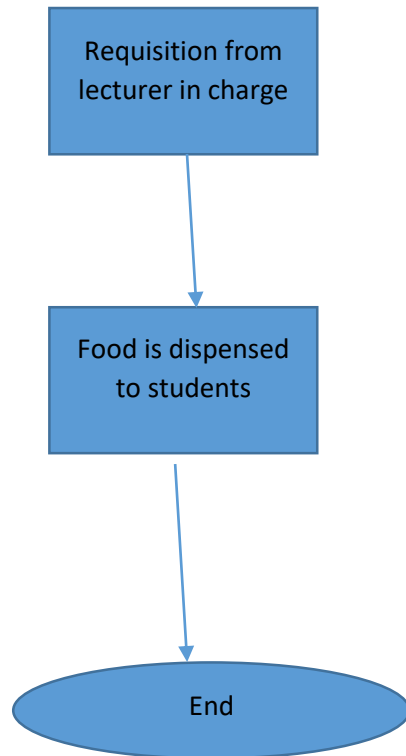 Requisition from
lecturer in charge
Food is dispensed
to students
End